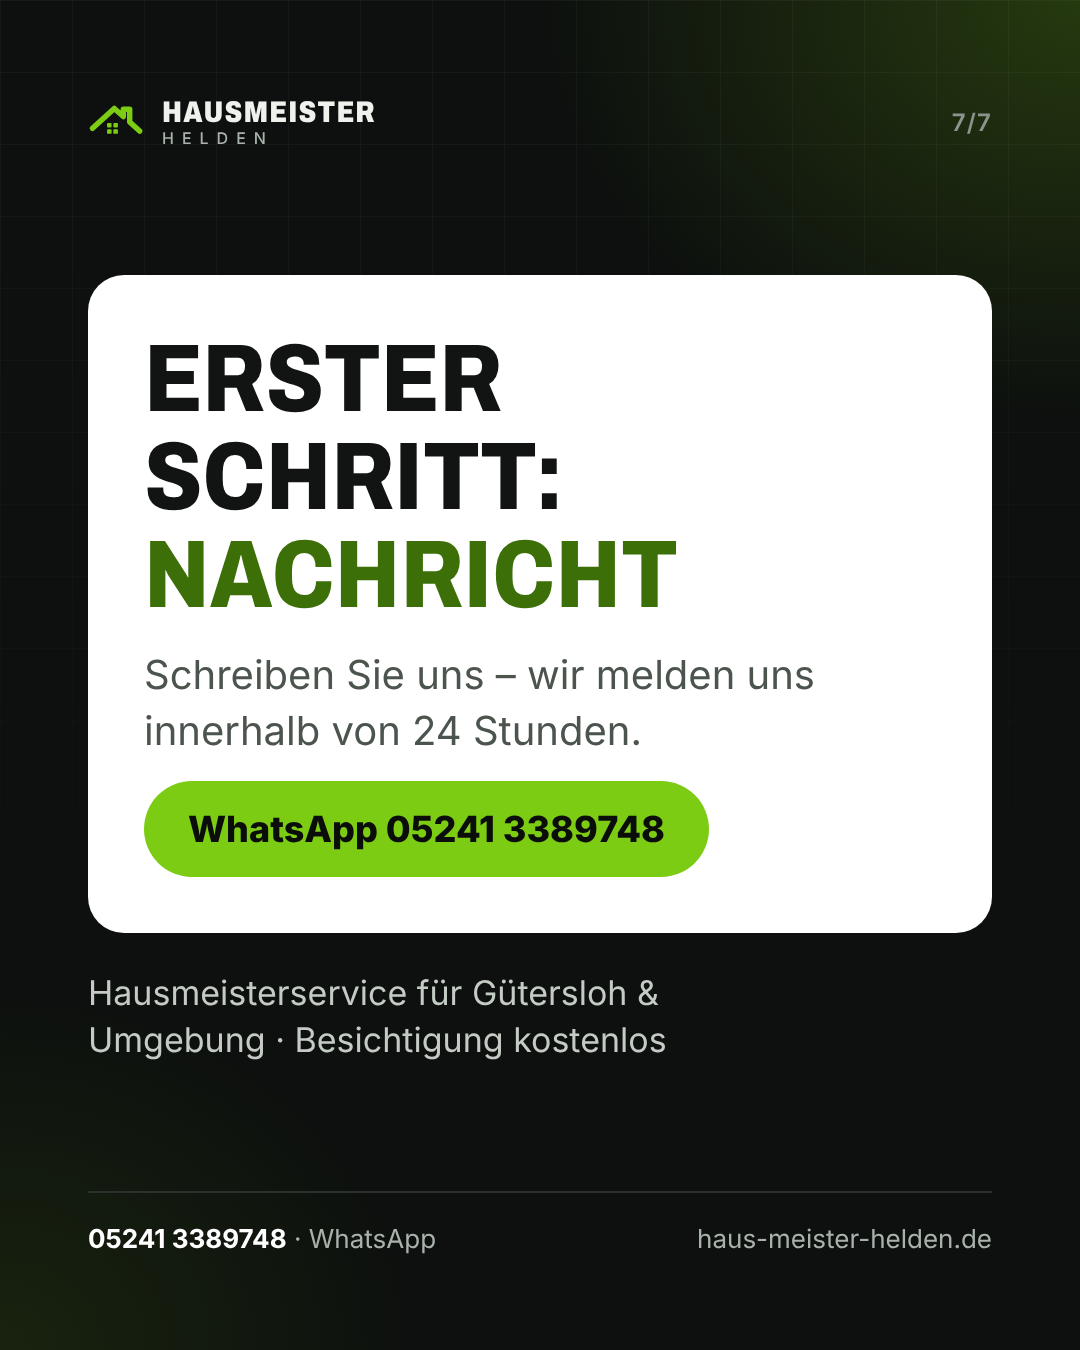 HAUSMEISTER
HELDEN
7/7
ERSTER
SCHRITT:
NACHRICHT
Schreiben Sie uns – wir melden uns
innerhalb von 24 Stunden.
WhatsApp 05241 3389748
Hausmeisterservice für Gütersloh &
Umgebung · Besichtigung kostenlos
05241 3389748 · WhatsApp
haus-meister-helden.de